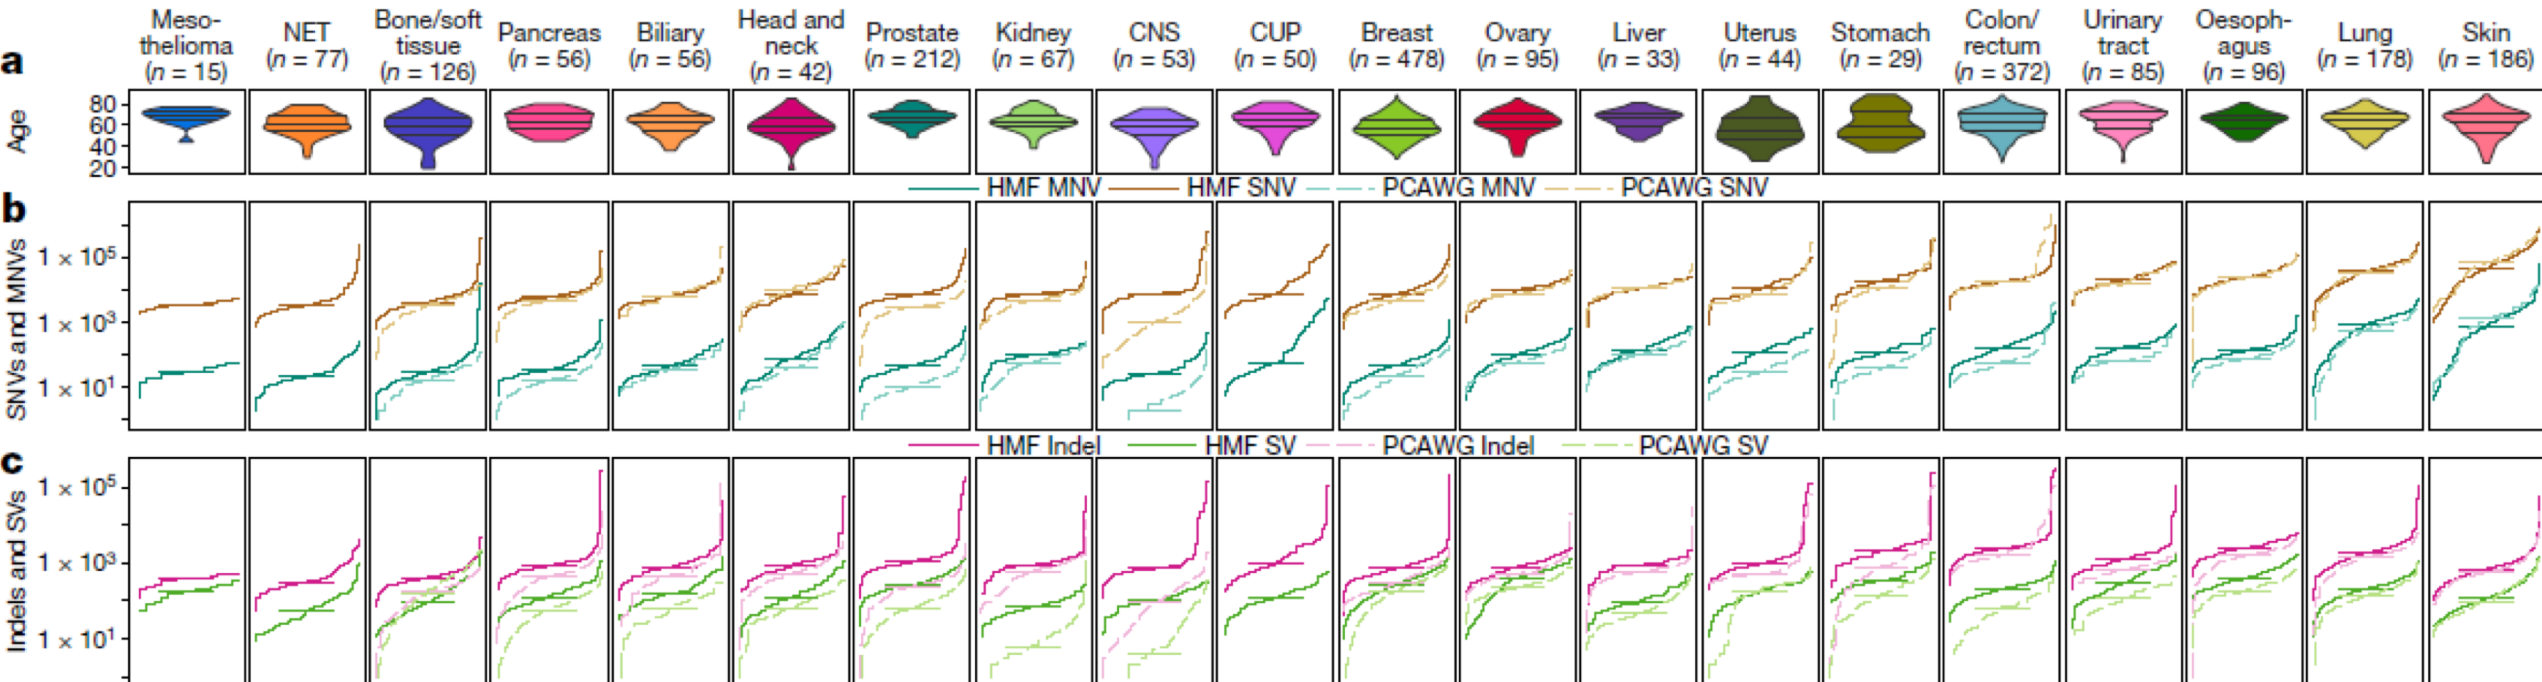 a
Meso-
thelioma
(n = 15)
NET
(n = 77)
Bone/soft
tissue
(n = 126)
Pancreas
(n = 56)
Biliary
(n = 56)
Head and
neck
(n = 42)
Prostate
(n = 212)
Kidney
(n = 67)
CNS
(n = 53)
CUP
(n = 50)
Breast
(n = 478)
Ovary
(n = 95)
Liver
(n = 33)
Uterus
(n = 44)
Stomach
(n = 29)
Colon/
rectum
(n = 372)
Urinary
tract
(n = 85)
Oesoph-
agus
(n = 96)
Lung
(n = 178)
Skin
(n = 186)
Age
80
60
40
20
HMF MNV HMF SNV PCAWG MNV PCAWG SNV
b
SNVs and MNVs
1 × 10⁵
1 × 10³
1 × 10¹
HMF Indel HMF SV PCAWG Indel PCAWG SV
c
Indels and SVs
1 × 10⁵
1 × 10³
1 × 10¹